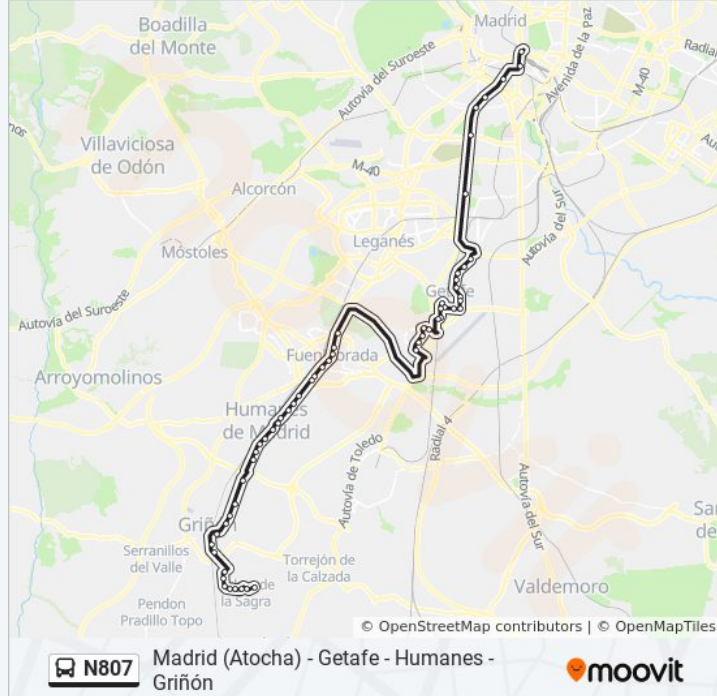 Boadilla
del Monte
Madrid
Avenida de la Paz
Radial
M-40
Autovía del Suroeste
Villaviciosa
de Odón
M-40
Alcorcón
Leganés
Autovía del Sur
Móstoles
Getafe
Autovía del Suroeste
Arroyomolinos
Humanes
de Madrid
Radial 4
Autovía de Toledo
Autovía del Sur
Griñón
Serranillos
del Valle
Torrejón de
la Calzada
de
la Sagra
Valdemoro
Pendon
Pradillo Topo
© OpenStreetMap contributors | © OpenMapTiles
N807
Madrid (Atocha) - Getafe - Humanes -
Griñón
moovit